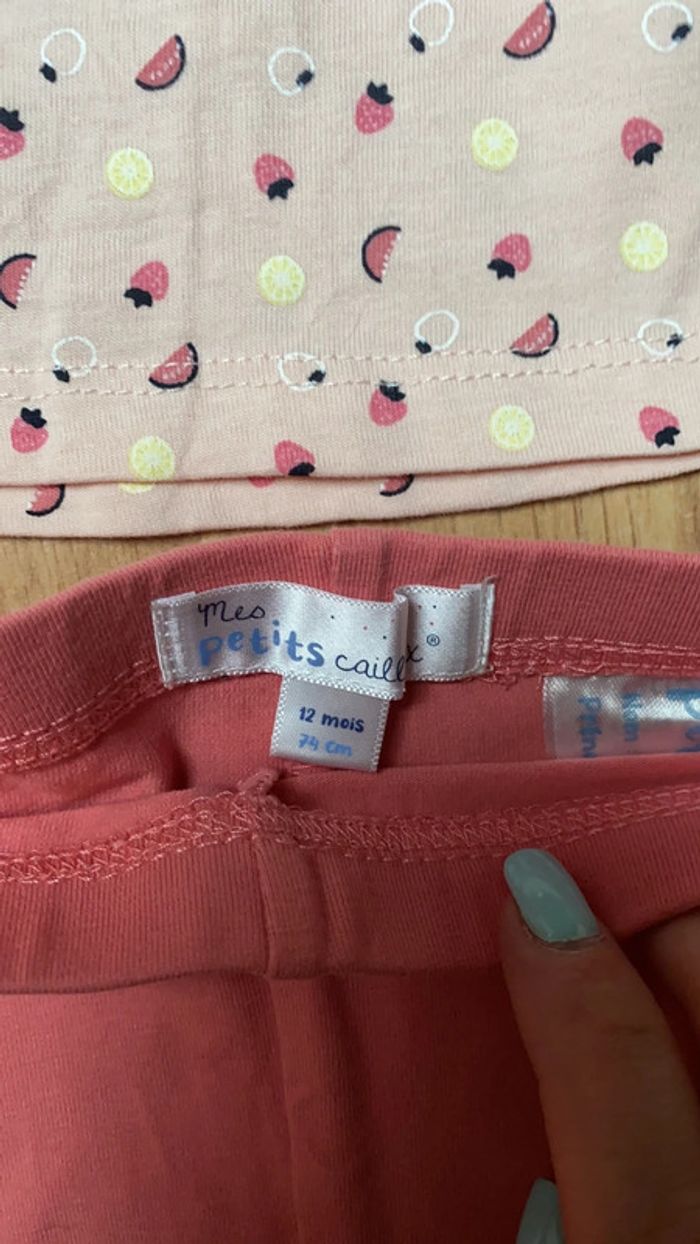 mes
petits caill x®
12 mois
74 cm